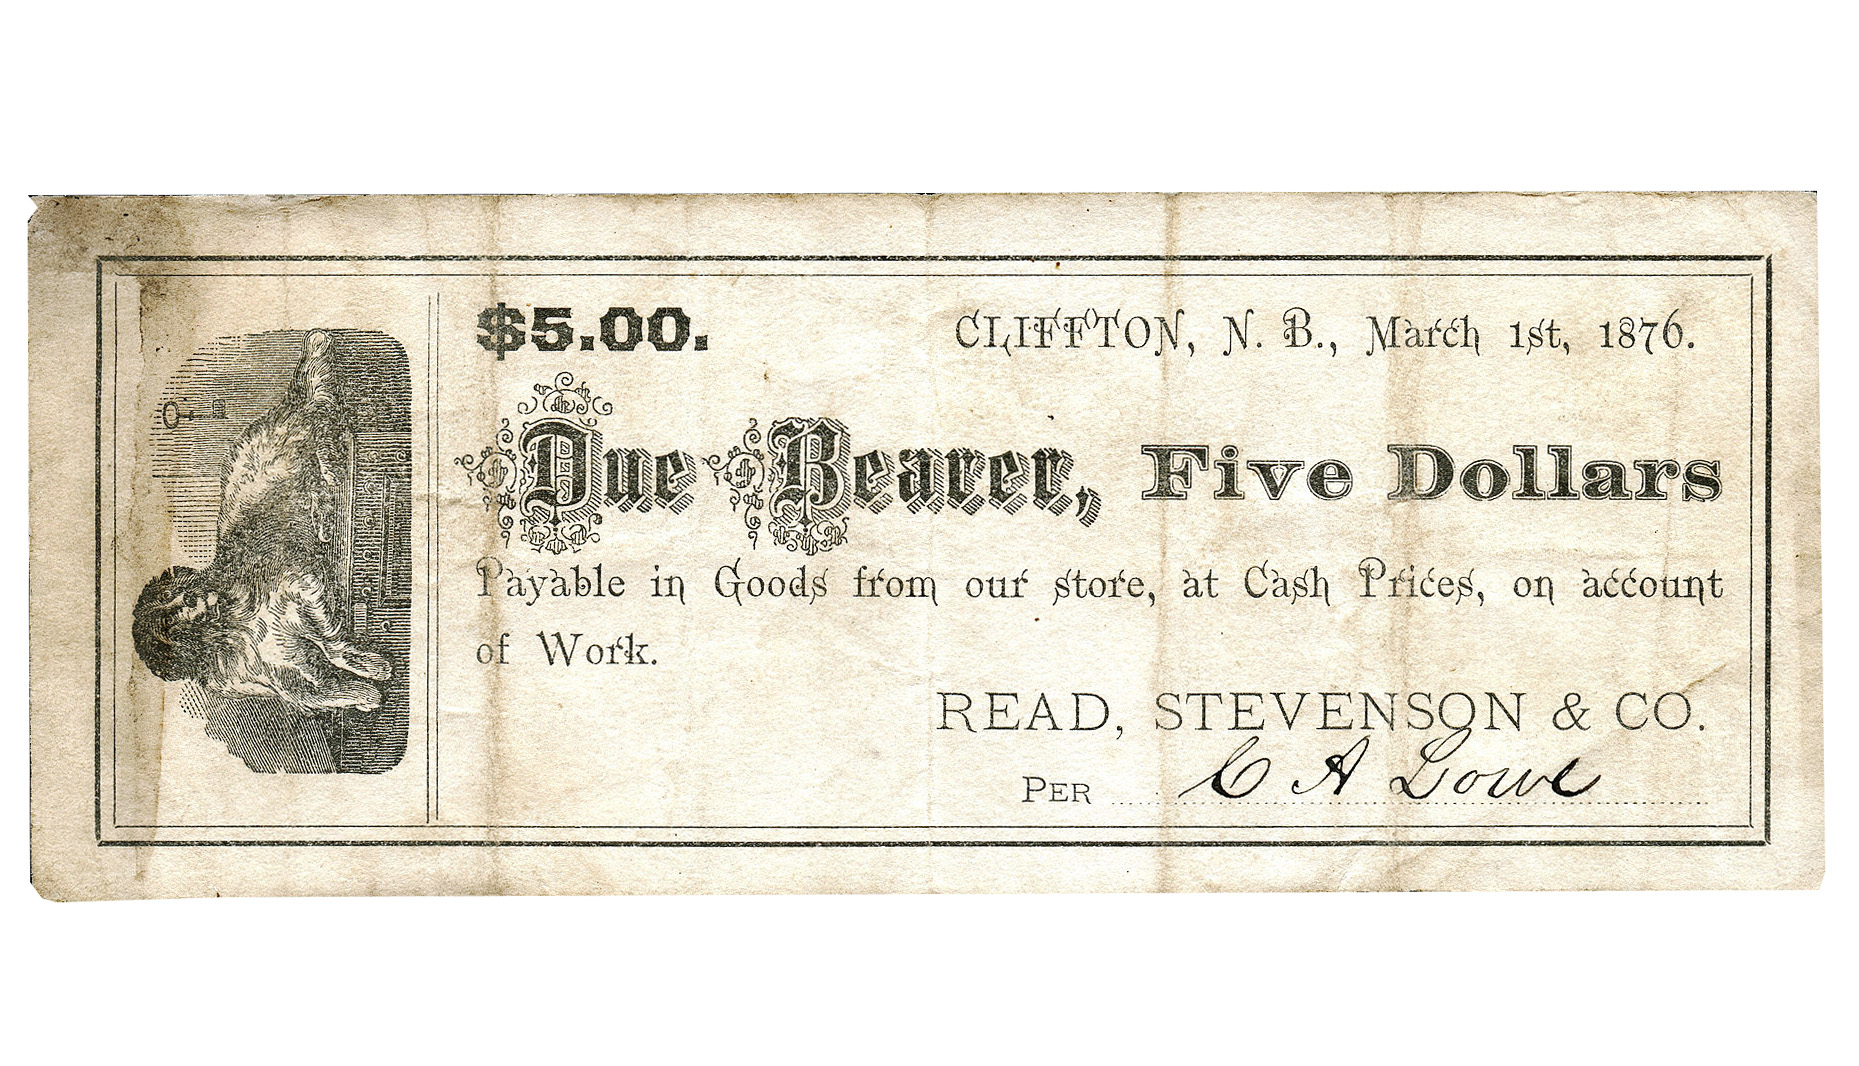 $5.00.
CLIFFTON, N. B., March 1st, 1876.
Due Bearer, Five Dollars
Payable in Goods from our store, at Cash Prices, on account
of Work.
READ, STEVENSON & CO.
PER C A Lowe